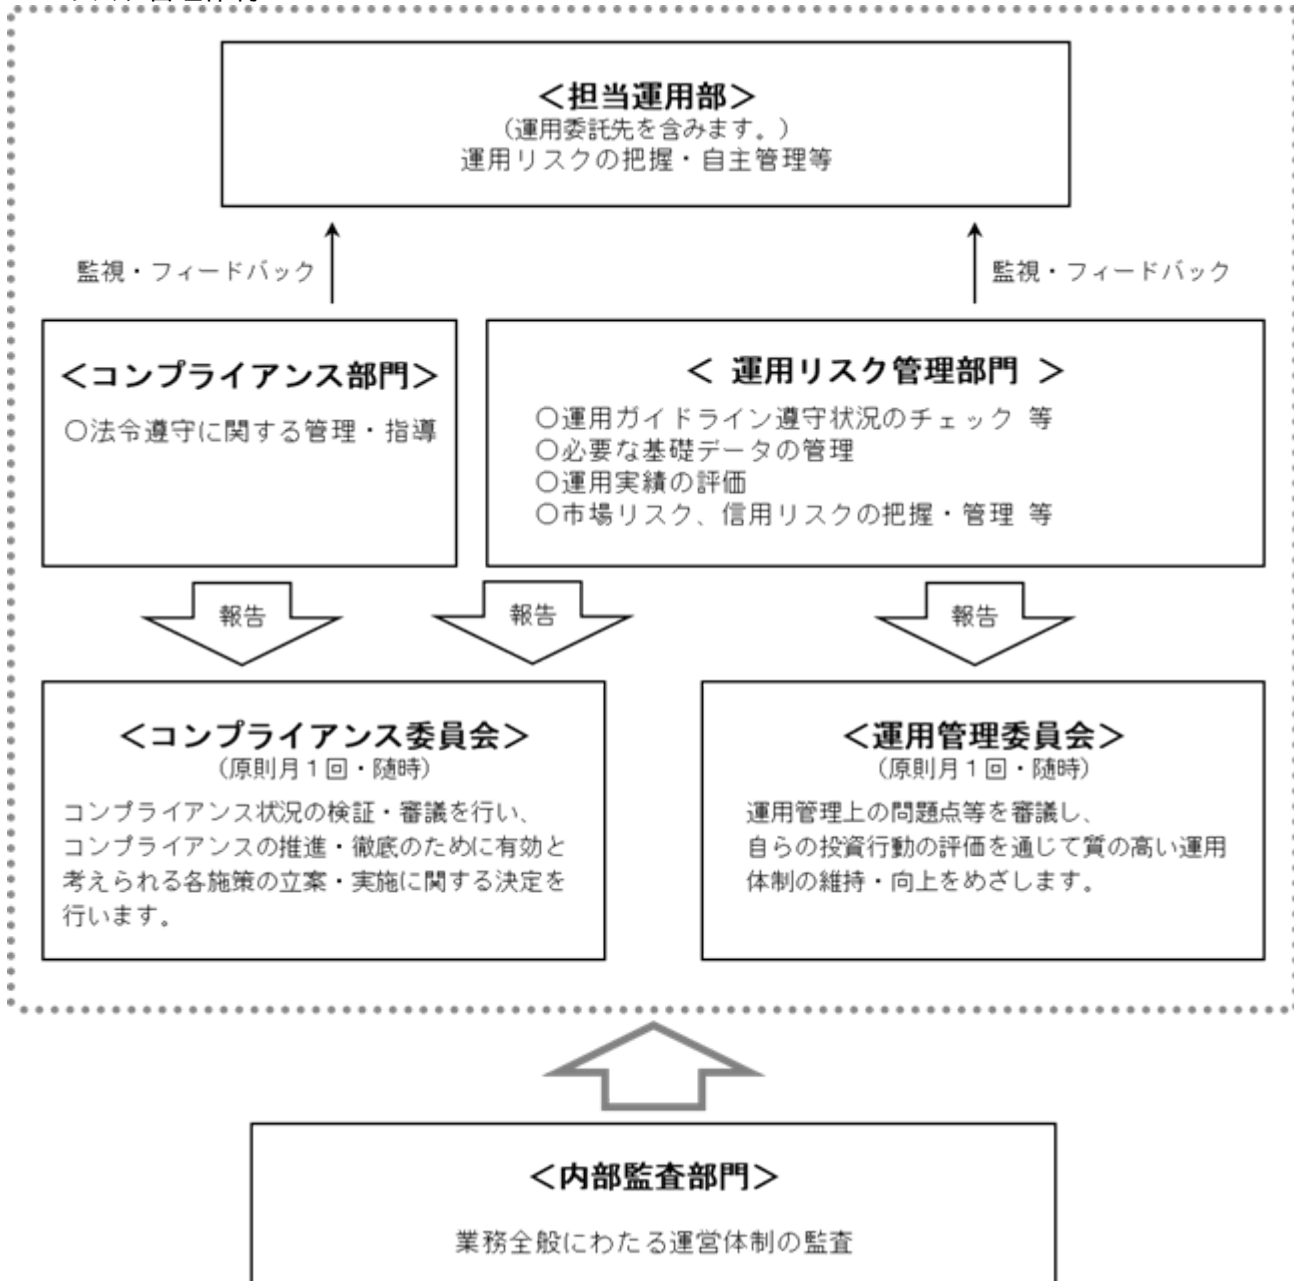 ＜担当運用部＞
（運用委託先を含みます。）
運用リスクの把握・自主管理等
監視・フィードバック
監視・フィードバック
＜コンプライアンス部門＞
○法令遵守に関する管理・指導
＜ 運用リスク管理部門 ＞
○運用ガイドライン遵守状況のチェック 等
○必要な基礎データの管理
○運用実績の評価
○市場リスク、信用リスクの把握・管理 等
報告
報告
報告
＜コンプライアンス委員会＞
（原則月１回・随時）
コンプライアンス状況の検証・審議を行い、
コンプライアンスの推進・徹底のために有効と
考えられる各施策の立案・実施に関する決定を
行います。
＜運用管理委員会＞
（原則月１回・随時）
運用管理上の問題点等を審議し、
自らの投資行動の評価を通じて質の高い運用
体制の維持・向上をめざします。
＜内部監査部門＞
業務全般にわたる運営体制の監査